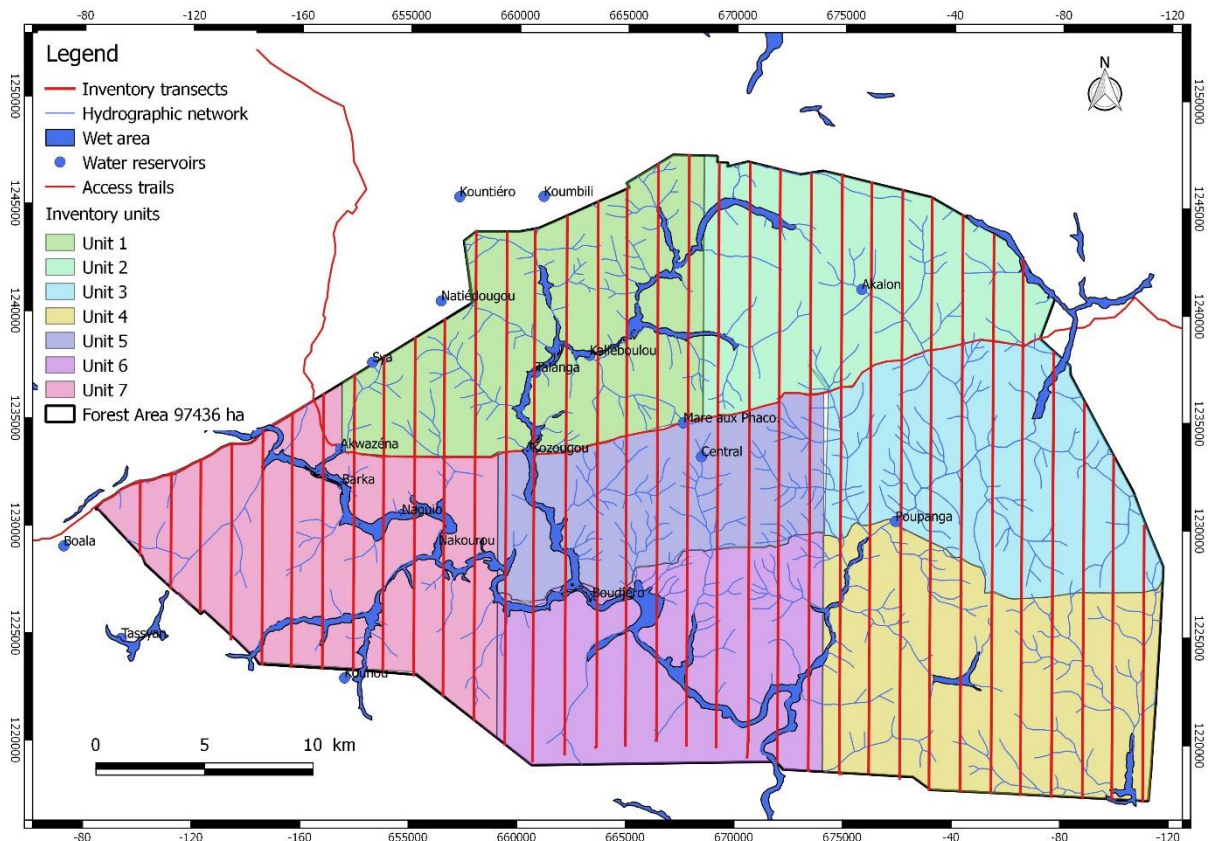 -80 -120 -160 655000 660000 665000 670000 675000 -40 -80 -120
Legend
N
Inventory transects
Hydrographic network
Wet area
Water reservoirs
Access trails
Inventory units
Unit 1
Unit 2
Unit 3
Unit 4
Unit 5
Unit 6
Unit 7
Forest Area 97436 ha
1250000 1250000
1245000 1245000
1240000 1240000
1235000 1235000
1230000 1230000
1225000 1225000
1220000 1220000
Kountiéro
Koumbili
Natiédougou
Akalon
Sya
Kalieboulou
Talanga
Mare aux Phaco
Akwazéna
Kozougou
Central
Barka
Naguio
Poupanga
Boala
Nakourou
Boudjéro
Tassyan
Kounou
0 5 10 km
-80 -120 -160 655000 660000 665000 670000 675000 -40 -80 -120